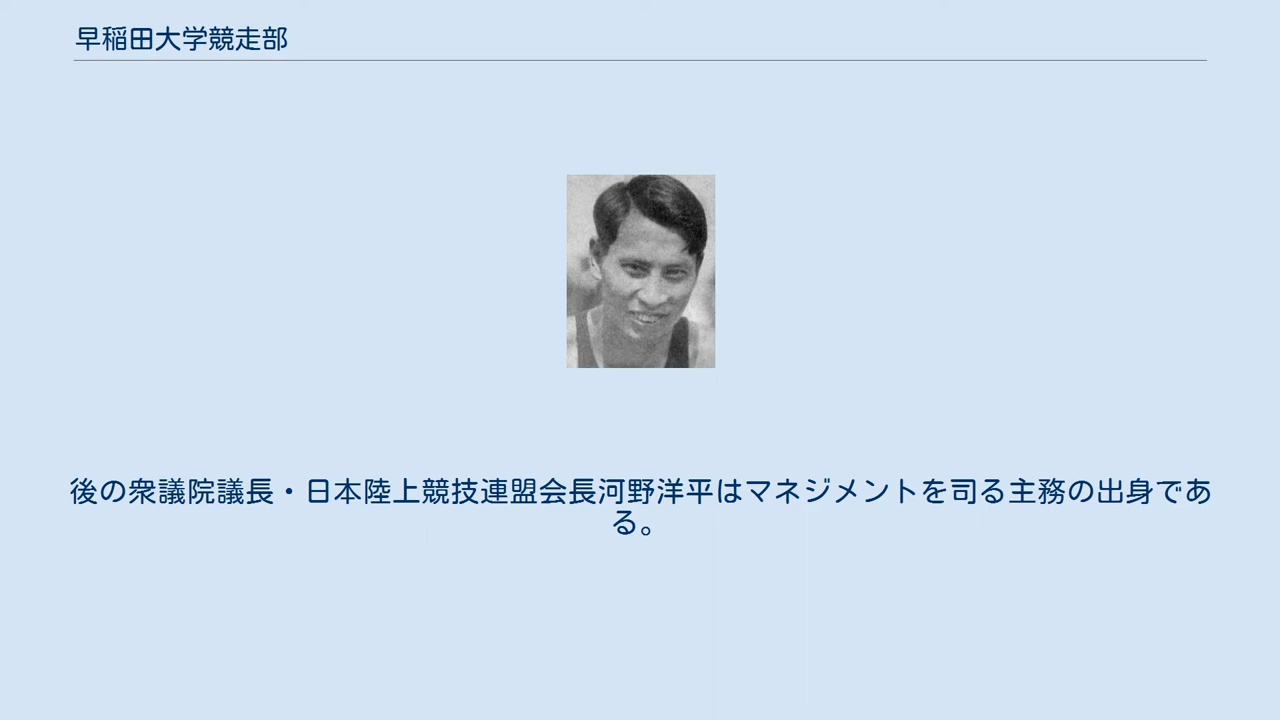 早稲田大学競走部
後の衆議院議長・日本陸上競技連盟会長河野洋平はマネジメントを司る主務の出身であ
る。